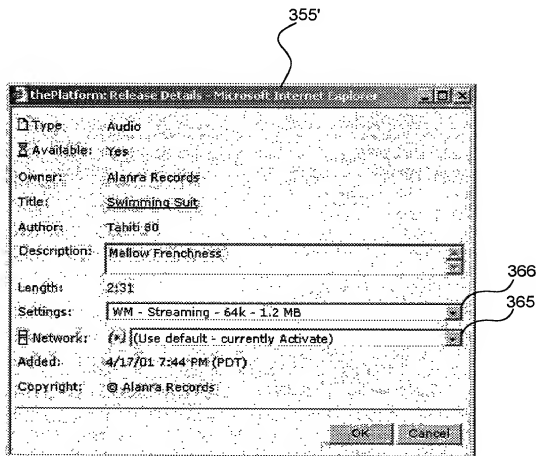 355'
thePlatform: Release Details - Microsoft Internet Explorer
Type Audio
Available: Yes
Owner: Alanra Records
Title: Swimming Suit
Author: Tahiti 80
Description: Mellow Frenchness
366
Length: 2:31
Settings: WM - Streaming - 64k - 1.2 MB
365
Network: (Use default - currently Activate)
Added: 4/17/01 7:44 PM (PDT)
Copyright: © Alanra Records
OK Cancel